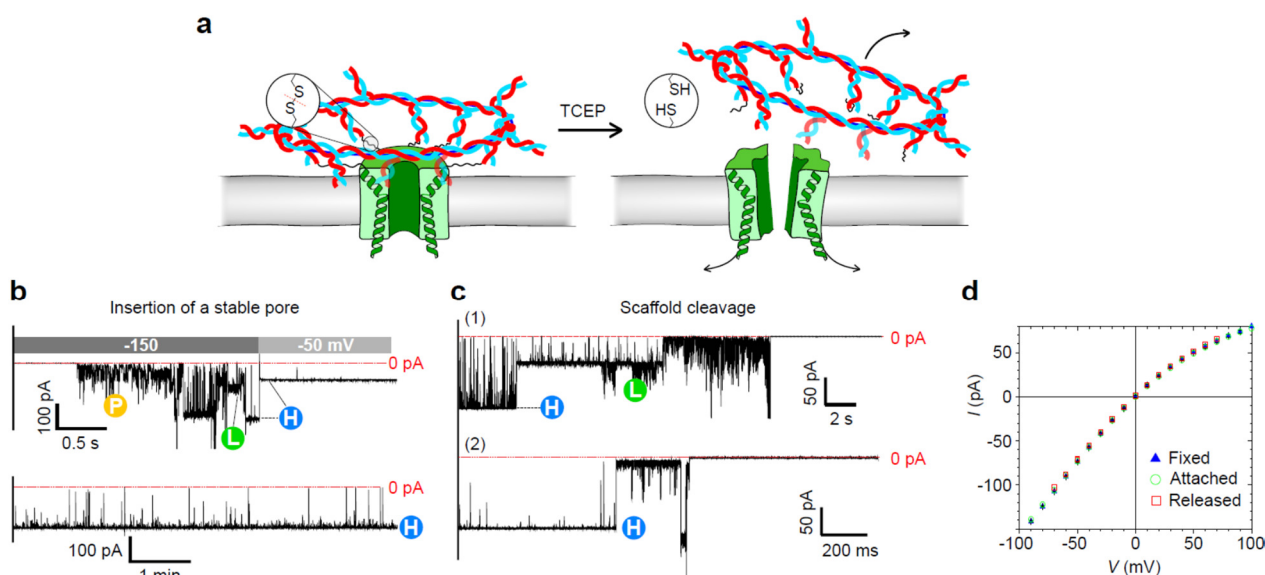 a
S
S
TCEP
SH
HS
b
Insertion of a stable pore
-150
-50 mV
0 pA
P
L
H
100 pA
0.5 s
0 pA
H
100 pA
1 min
c
Scaffold cleavage
(1)
0 pA
L
H
50 pA
2 s
(2)
0 pA
H
50 pA
200 ms
d
I (pA)
50
0
-50
-100
Fixed
Attached
Released
-100 -50 0 50 100
V (mV)